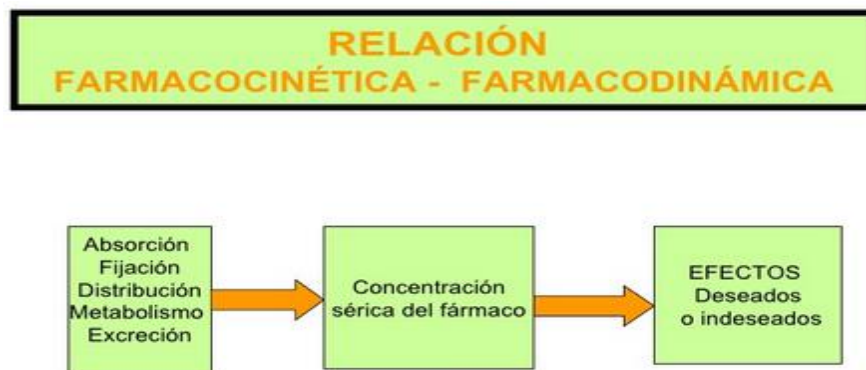 RELACIÓN
FARMACOCINÉTICA - FARMACODINÁMICA
Absorción
Fijación
Distribución
Metabolismo
Excreción
Concentración
sérica del fármaco
EFECTOS
Deseados
o indeseados